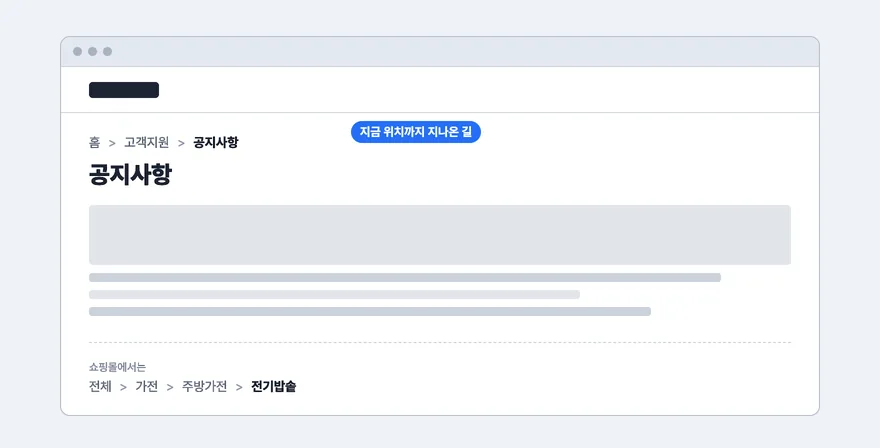 지금 위치까지 지나온 길
홈 > 고객지원 > 공지사항
공지사항
쇼핑몰에서는
전체 > 가전 > 주방가전 > 전기밥솥